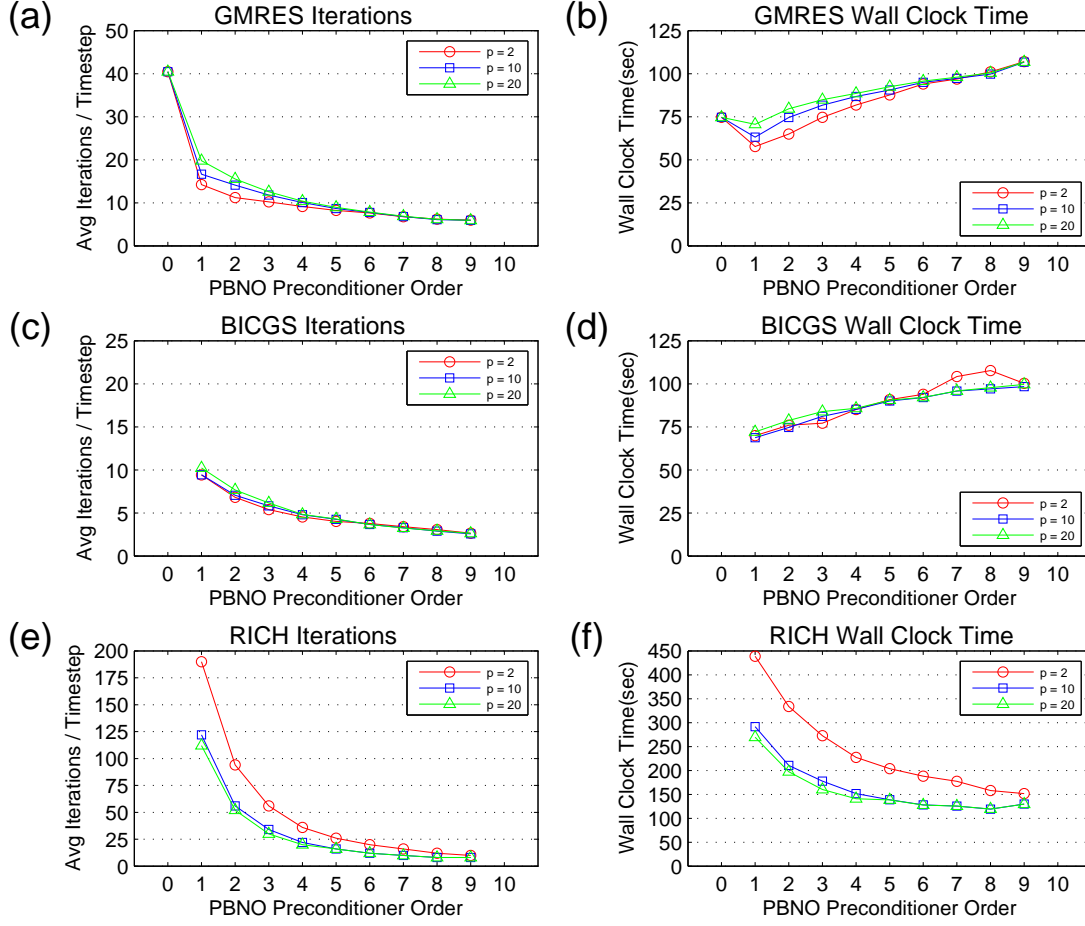 (a)
GMRES Iterations
50
40
30
20
10
0
Avg Iterations / Timestep
p = 2
p = 10
p = 20
0 1 2 3 4 5 6 7 8 9 10
PBNO Preconditioner Order
(b)
GMRES Wall Clock Time
125
100
75
50
25
0
Wall Clock Time(sec)
p = 2
p = 10
p = 20
0 1 2 3 4 5 6 7 8 9 10
PBNO Preconditioner Order
(c)
BICGS Iterations
25
20
15
10
5
0
Avg Iterations / Timestep
p = 2
p = 10
p = 20
0 1 2 3 4 5 6 7 8 9 10
PBNO Preconditioner Order
(d)
BICGS Wall Clock Time
125
100
75
50
25
0
Wall Clock Time(sec)
p = 2
p = 10
p = 20
0 1 2 3 4 5 6 7 8 9 10
PBNO Preconditioner Order
(e)
RICH Iterations
200
175
150
125
100
75
50
25
0
Avg Iterations / Timestep
p = 2
p = 10
p = 20
0 1 2 3 4 5 6 7 8 9 10
PBNO Preconditioner Order
(f)
RICH Wall Clock Time
450
400
350
300
250
200
150
100
50
0
Wall Clock Time(sec)
p = 2
p = 10
p = 20
0 1 2 3 4 5 6 7 8 9 10
PBNO Preconditioner Order